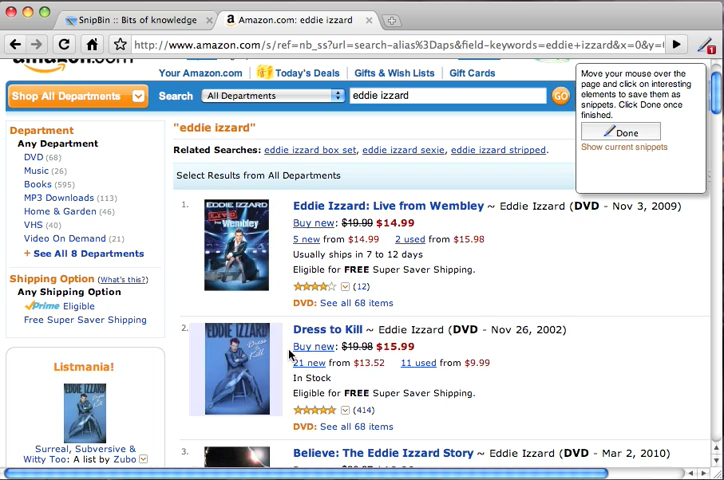 SnipBin :: Bits of knowledge
Amazon.com: eddie izzard
http://www.amazon.com/s/ref=nb_ss?url=search-alias%3Daps&field-keywords=eddie+izzard&x=0&y=
1
Your Amazon.com
Today's Deals
Gifts & Wish Lists
Gift Cards
Shop All Departments
Search
All Departments
eddie izzard
GO
Move your mouse over the
page and click on interesting
elements to save them as
snippets. Click Done once
finished.
Done
Show current snippets
Department
Any Department
DVD (68)
Music (21)
Books (595)
MP3 Downloads (113)
Home & Garden (46)
VHS (40)
Video On Demand (21)
+ See All 8 Departments
Shipping Option (What's this?)
Any Shipping Option
Prime Eligible
Free Super Saver Shipping
Listmania!
Surreal, Subversive &
Witty Too: A list by Zubo
"eddie izzard"
Related Searches: eddie izzard box set, eddie izzard sexie, eddie izzard stripped.
Select Results from All Departments
1.
Live
Wembley
Eddie Izzard: Live from Wembley ~ Eddie Izzard (DVD - Nov 3, 2009)
Buy new: $19.99 $14.99
5 new from $14.99 2 used from $15.98
Usually ships in 7 to 12 days
Eligible for FREE Super Saver Shipping.
(12)
DVD: See all 68 items
2.
EDDIE IZZARD
Dress to Kill
Dress to Kill ~ Eddie Izzard (DVD - Nov 26, 2002)
Buy new: $19.98 $15.99
21 new from $13.52 11 used from $9.99
In Stock
Eligible for FREE Super Saver Shipping.
(414)
DVD: See all 68 items
3.
Believe: The Eddie Izzard Story ~ Eddie Izzard (DVD - Mar 2, 2010)